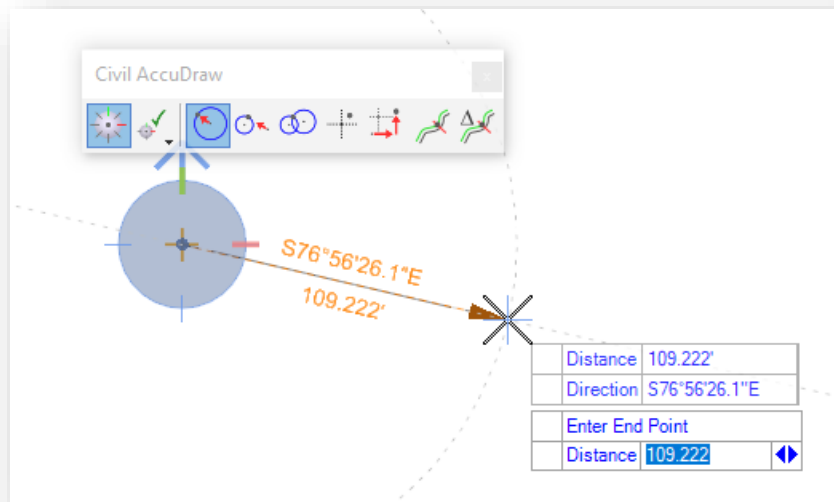 Civil AccuDraw
x
Δ
S76°56'26.1"E
109.222'
Distance 109.222'
Direction S76°56'26.1"E
Enter End Point
Distance 109.222